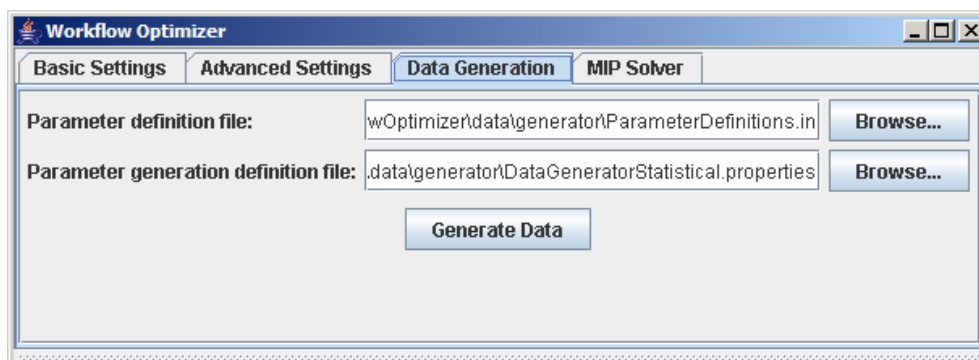 Workflow Optimizer
Basic Settings Advanced Settings Data Generation MIP Solver
Parameter definition file: wOptimizer\data\generator\ParameterDefinitions.in Browse...
Parameter generation definition file: .data\generator\DataGeneratorStatistical.properties Browse...
Generate Data